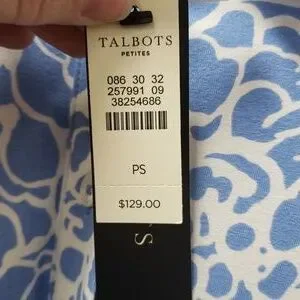 TALBOTS
PETITES
086 30 32
257991 09
38254686
PS
$129.00
S